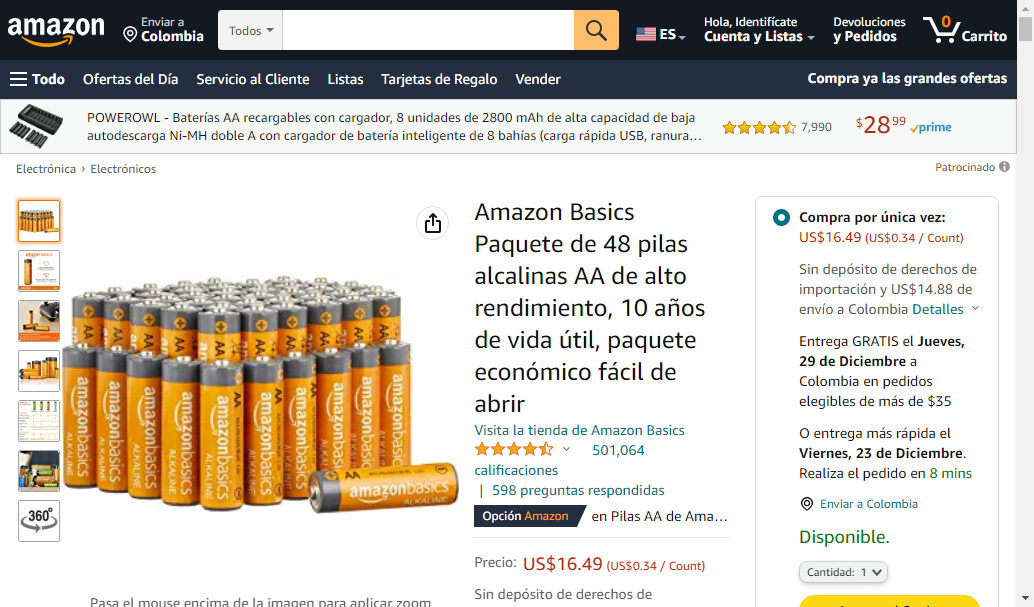 amazon
Enviar a
Colombia
Todos
ES
Hola, Identifícate
Cuenta y Listas
Devoluciones
y Pedidos
0
Carrito
Todo
Ofertas del Día
Servicio al Cliente
Listas
Tarjetas de Regalo
Vender
Compra ya las grandes ofertas
POWEROWL - Baterías AA recargables con cargador, 8 unidades de 2800 mAh de alta capacidad de baja
autodescarga Ni-MH doble A con cargador de batería inteligente de 8 bahías (carga rápida USB, ranura…
7,990
$28 99
prime
Electrónica › Electrónicos
Patrocinado
360°
AA
amazonbasics
ALKALINE
Pasa el mouse encima de la imagen para aplicar zoom
Amazon Basics
Paquete de 48 pilas
alcalinas AA de alto
rendimiento, 10 años
de vida útil, paquete
económico fácil de
abrir
Visita la tienda de Amazon Basics
501,064
calificaciones
| 598 preguntas respondidas
Opción Amazon en Pilas AA de Ama…
Precio: US$16.49 (US$0.34 / Count)
Sin depósito de derechos de
Compra por única vez:
US$16.49 (US$0.34 / Count)
Sin depósito de derechos de
importación y US$14.88 de
envío a Colombia Detalles
Entrega GRATIS el Jueves,
29 de Diciembre a
Colombia en pedidos
elegibles de más de $35
O entrega más rápida el
Viernes, 23 de Diciembre.
Realiza el pedido en 8 mins
Enviar a Colombia
Disponible.
Cantidad: 1